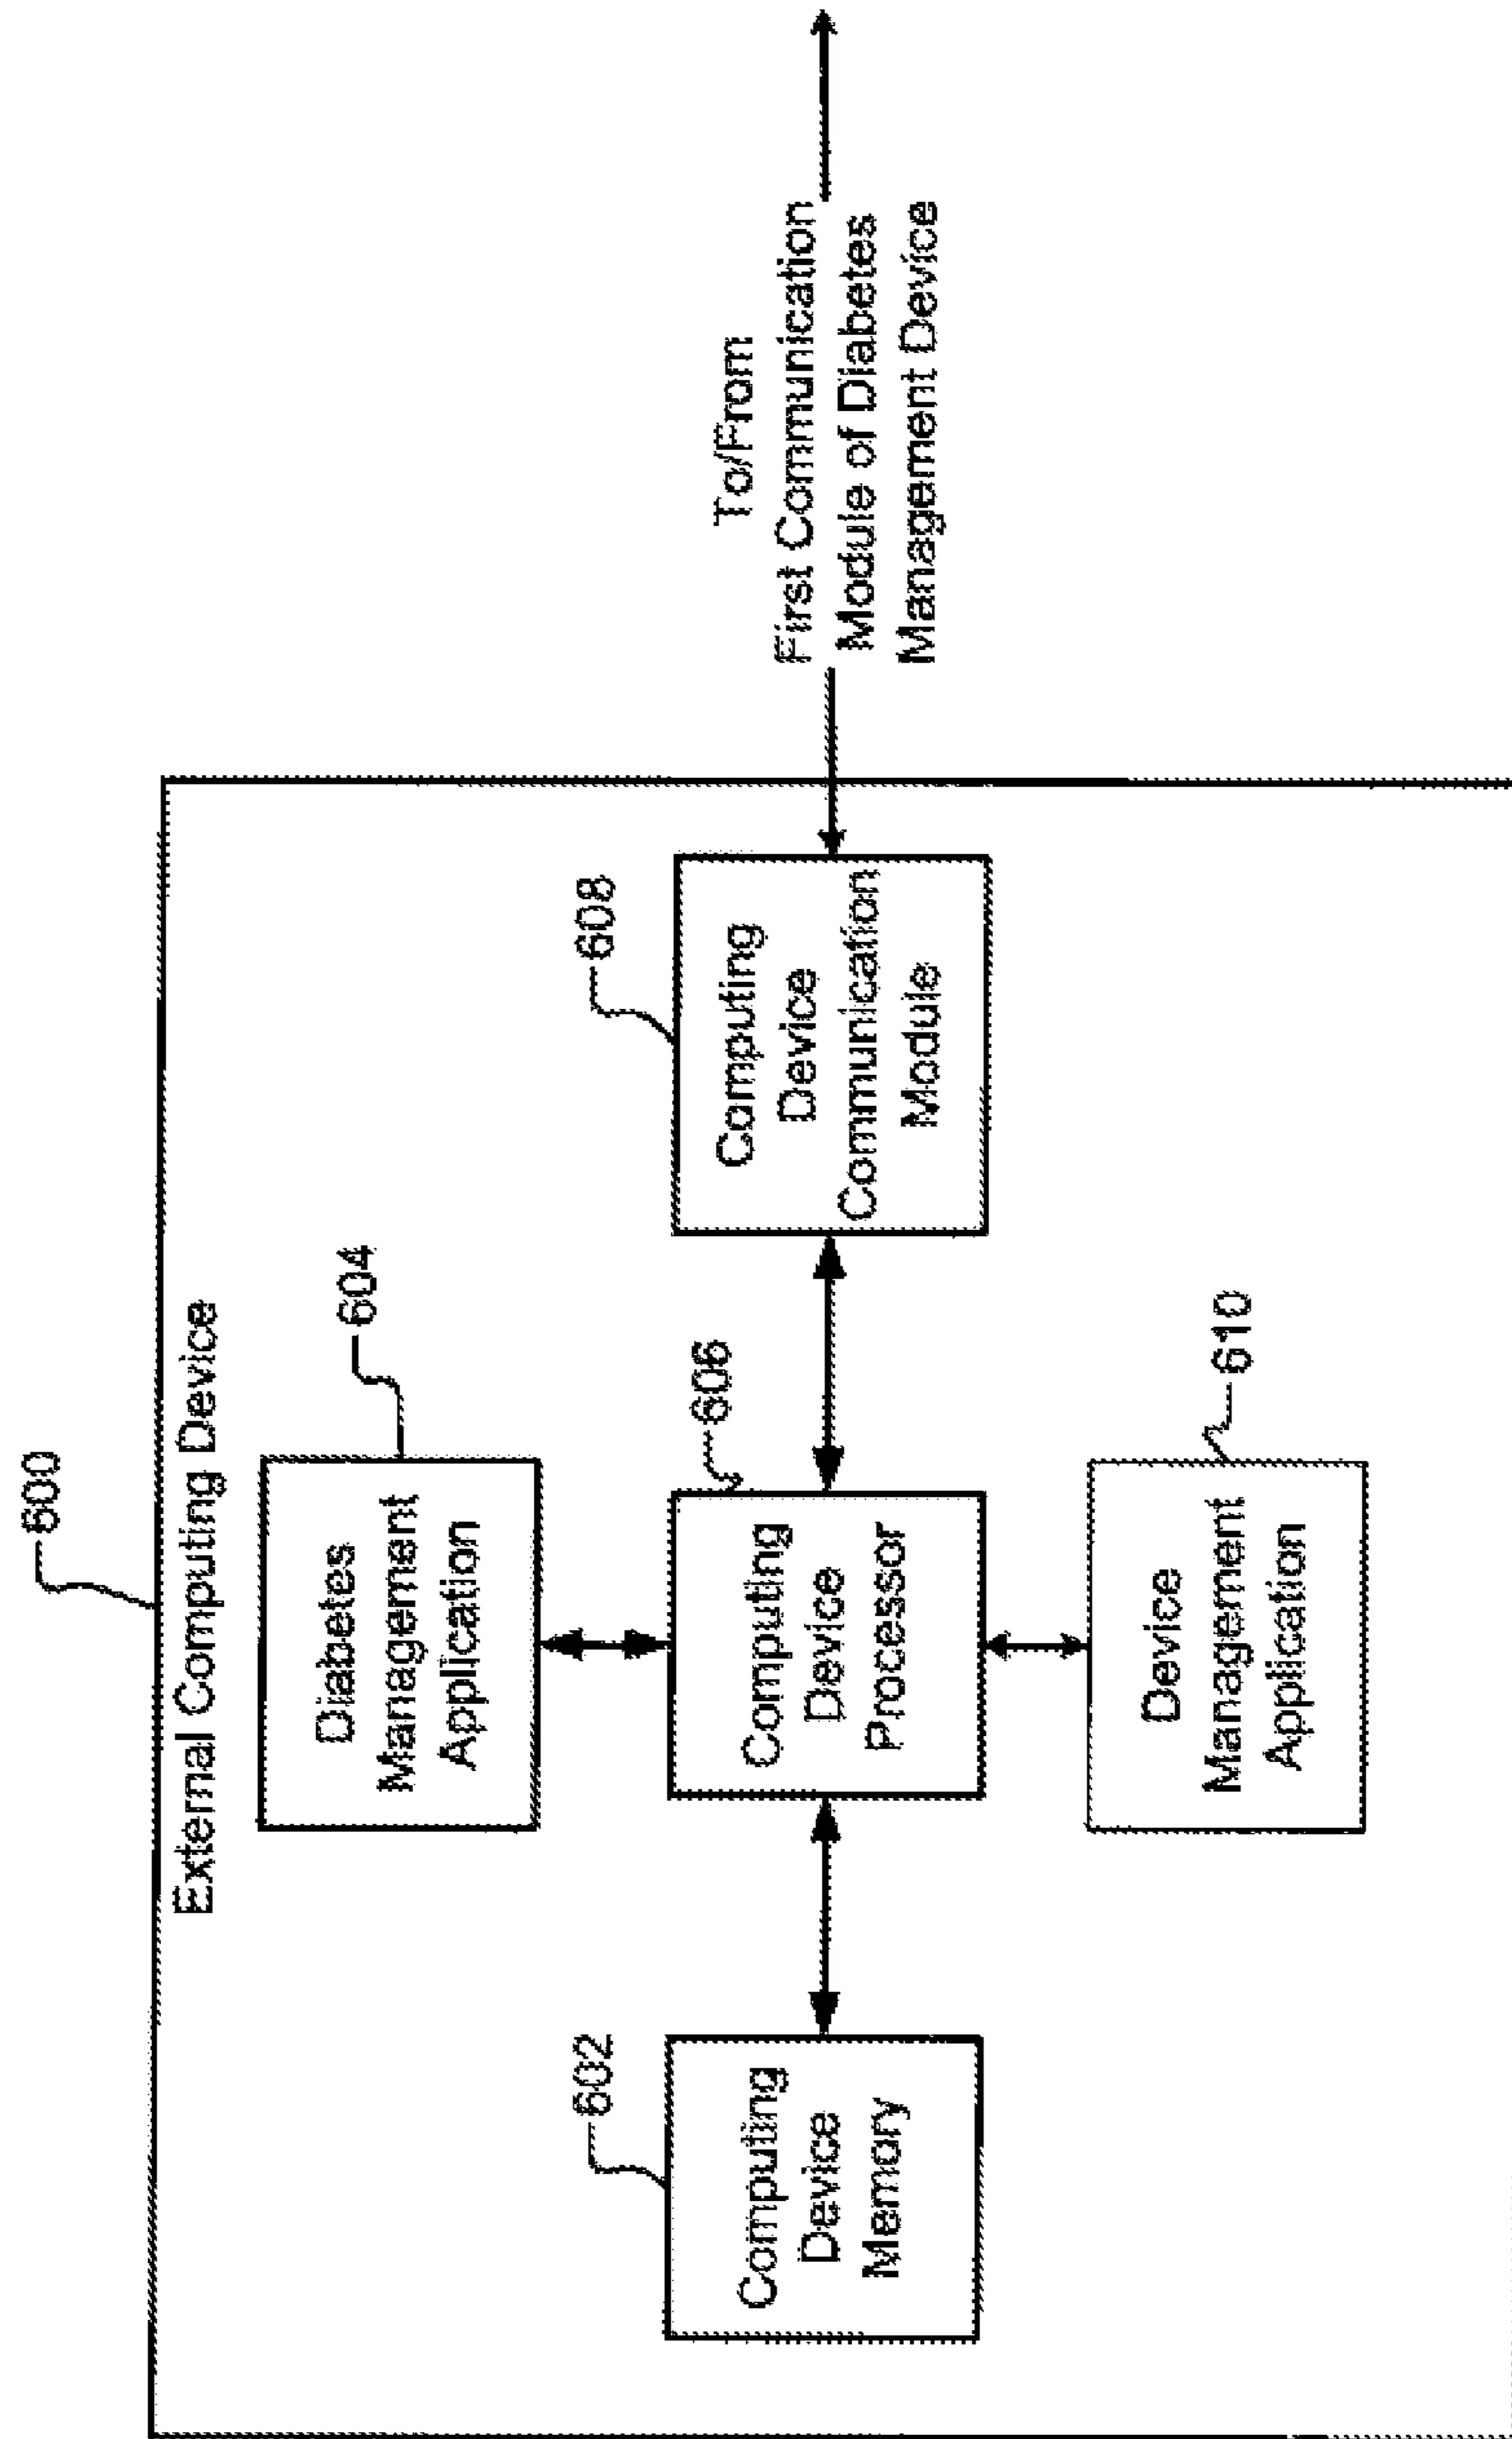 600
External Computing Device
604
Diabetes
Management
Application
602
Computing
Device
Memory
606
Computing
Device
Processor
608
Computing
Device
Communication
Module
To/From
First Communication
Module of Diabetes
Management Device
610
Device
Management
Application